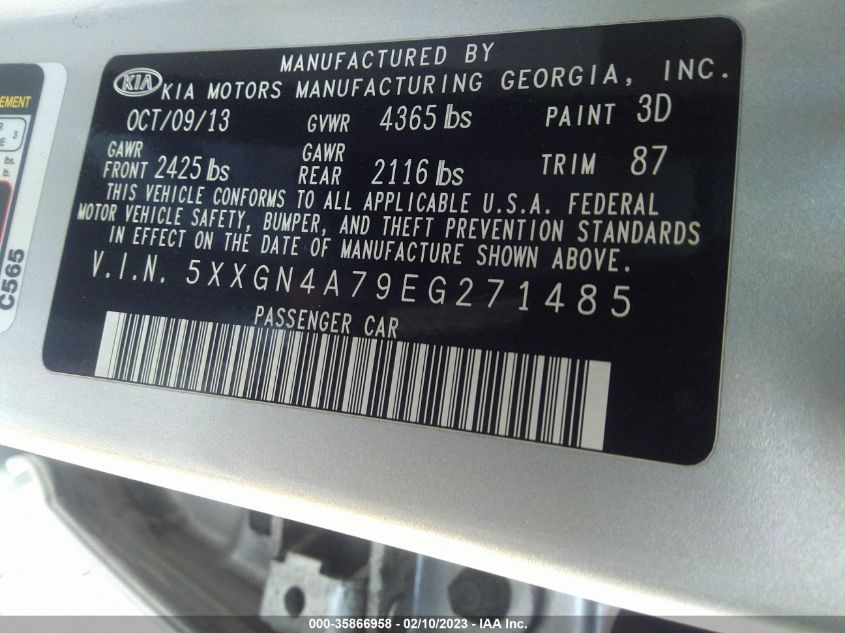 MANUFACTURED BY
KIA KIA MOTORS MANUFACTURING GEORGIA, INC.
OCT/09/13 GVWR 4365 lbs PAINT 3D
GAWR FRONT 2425 lbs GAWR REAR 2116 lbs TRIM 87
THIS VEHICLE CONFORMS TO ALL APPLICABLE U.S.A. FEDERAL
MOTOR VEHICLE SAFETY, BUMPER, AND THEFT PREVENTION STANDARDS
IN EFFECT ON THE DATE OF MANUFACTURE SHOWN ABOVE.
V.I.N. 5XXGN4A79EG271485
PASSENGER CAR
3
lbs.
lb.
C565
000-35866958 - 02/10/2023 - IAA Inc.